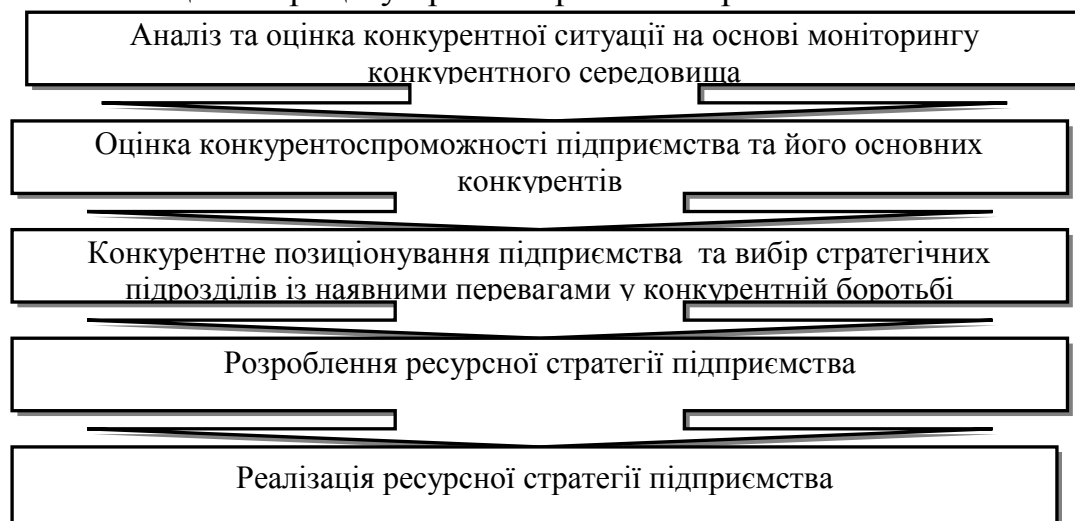 Аналіз та оцінка конкурентної ситуації на основі моніторингу
конкурентного середовища
Оцінка конкурентоспроможності підприємства та його основних
конкурентів
Конкурентне позиціонування підприємства та вибір стратегічних
підрозділів із наявними перевагами у конкурентній боротьбі
Розроблення ресурсної стратегії підприємства
Реалізація ресурсної стратегії підприємства